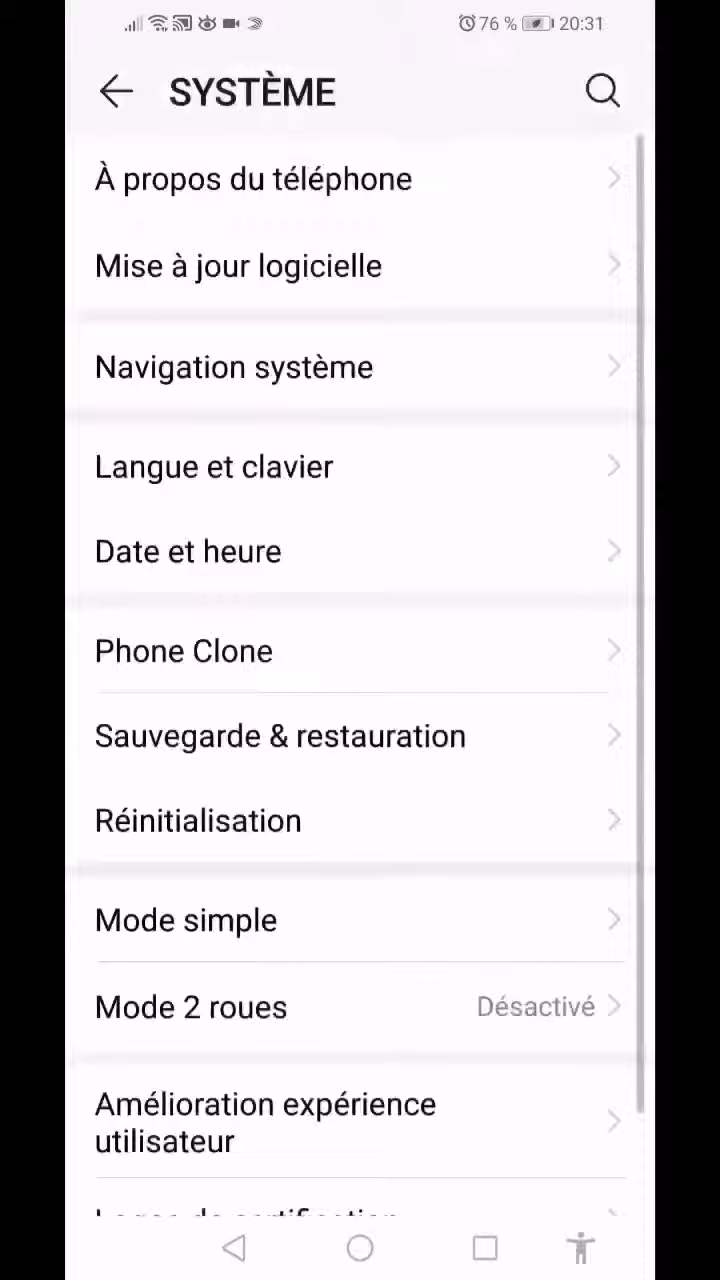 76 % 20:31
SYSTÈME
À propos du téléphone
Mise à jour logicielle
Navigation système
Langue et clavier
Date et heure
Phone Clone
Sauvegarde & restauration
Réinitialisation
Mode simple
Mode 2 roues Désactivé
Amélioration expérience
utilisateur